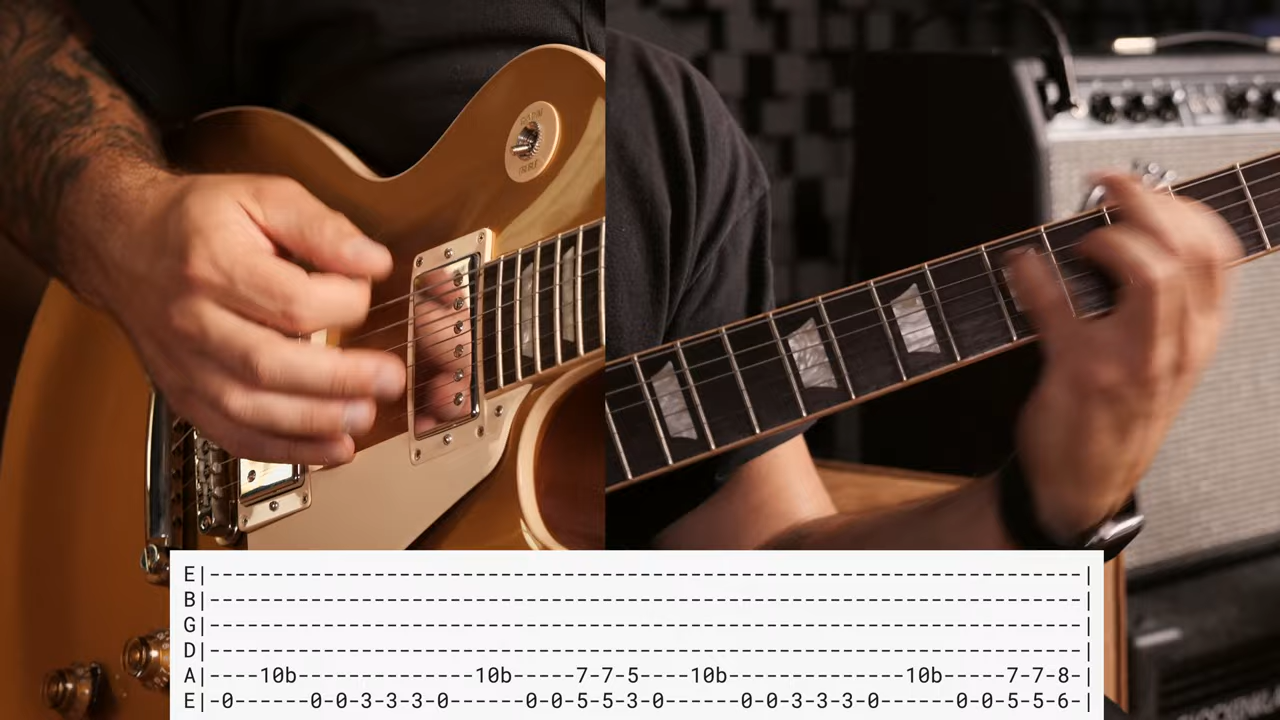 E|---------------------------------------------------------------------|
B|---------------------------------------------------------------------|
G|---------------------------------------------------------------------|
D|---------------------------------------------------------------------|
A|----10b--------------10b-----7-7-5----10b--------------10b-----7-7-8-|
E|-0------0-0-3-3-3-0------0-0-5-5-3-0------0-0-3-3-3-0------0-0-5-5-6-|